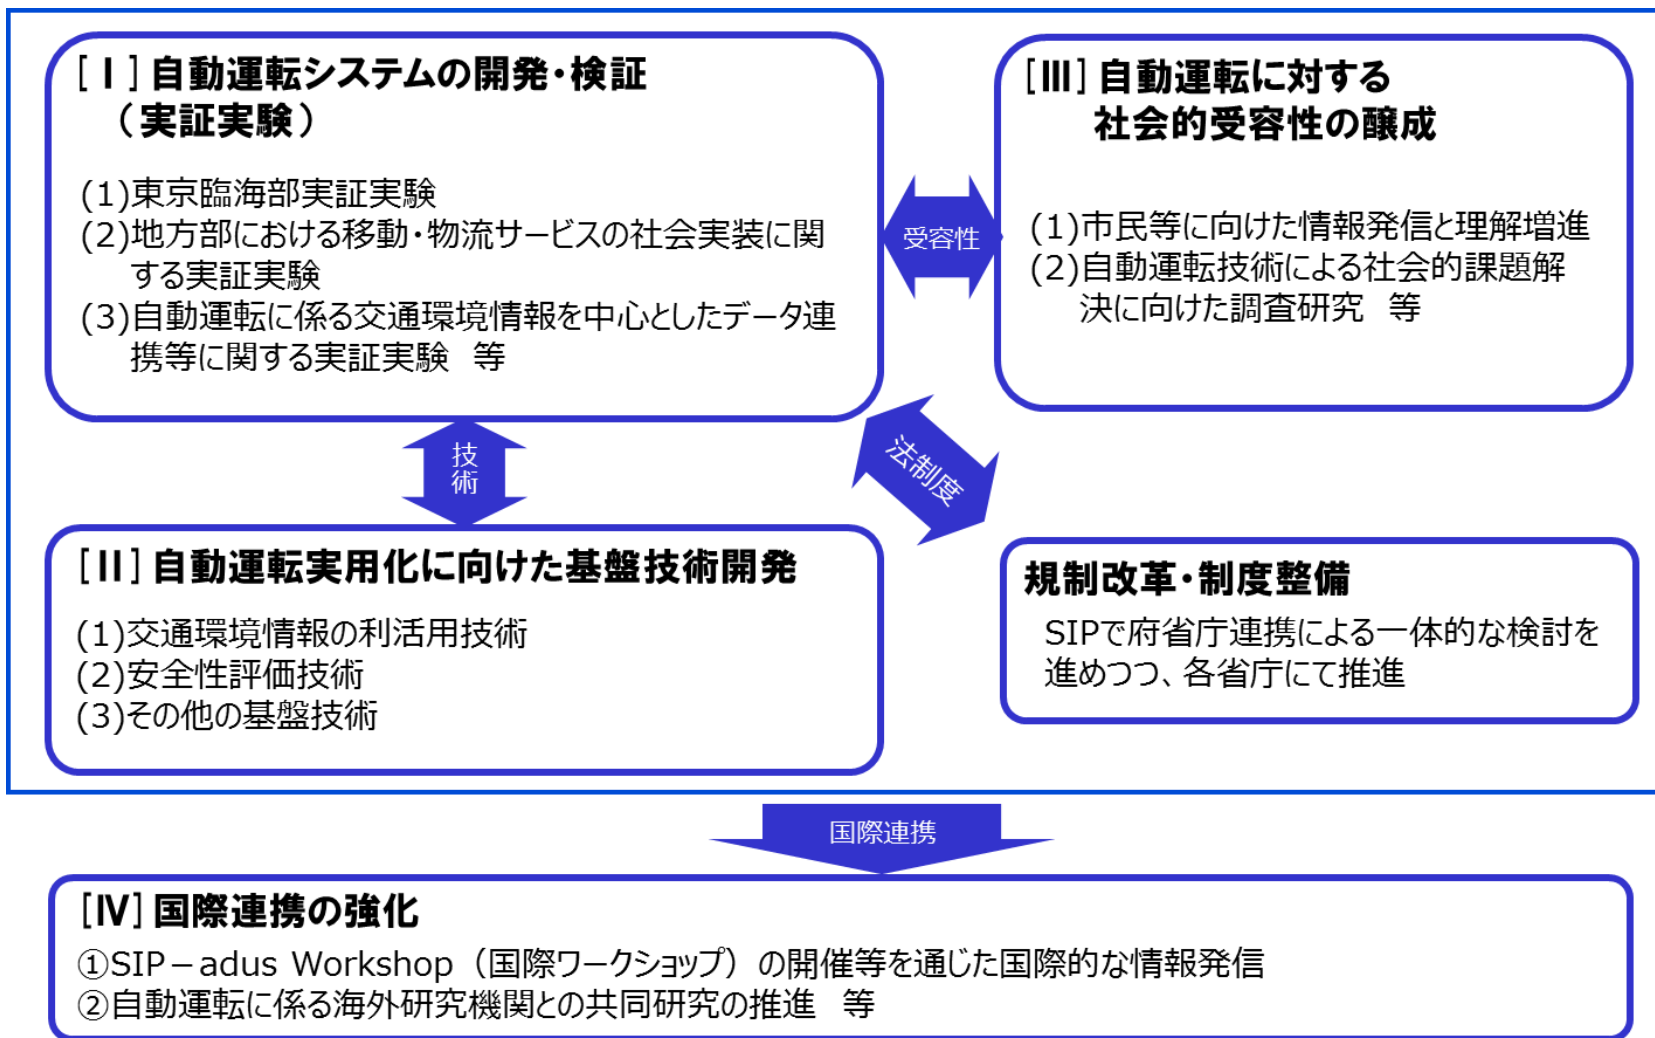 [Ⅰ]自動運転システムの開発・検証
（実証実験）
(1)東京臨海部実証実験
(2)地方部における移動・物流サービスの社会実装に関
する実証実験
(3)自動運転に係る交通環境情報を中心としたデータ連
携等に関する実証実験　等
受容性
[Ⅲ]自動運転に対する
社会的受容性の醸成
(1)市民等に向けた情報発信と理解増進
(2)自動運転技術による社会的課題解
決に向けた調査研究　等
技術
法制度
[Ⅱ]自動運転実用化に向けた基盤技術開発
(1)交通環境情報の利活用技術
(2)安全性評価技術
(3)その他の基盤技術
規制改革・制度整備
SIPで府省庁連携による一体的な検討を
進めつつ、各省庁にて推進
国際連携
[Ⅳ]国際連携の強化
①SIP－adus Workshop（国際ワークショップ）の開催等を通じた国際的な情報発信
②自動運転に係る海外研究機関との共同研究の推進　等